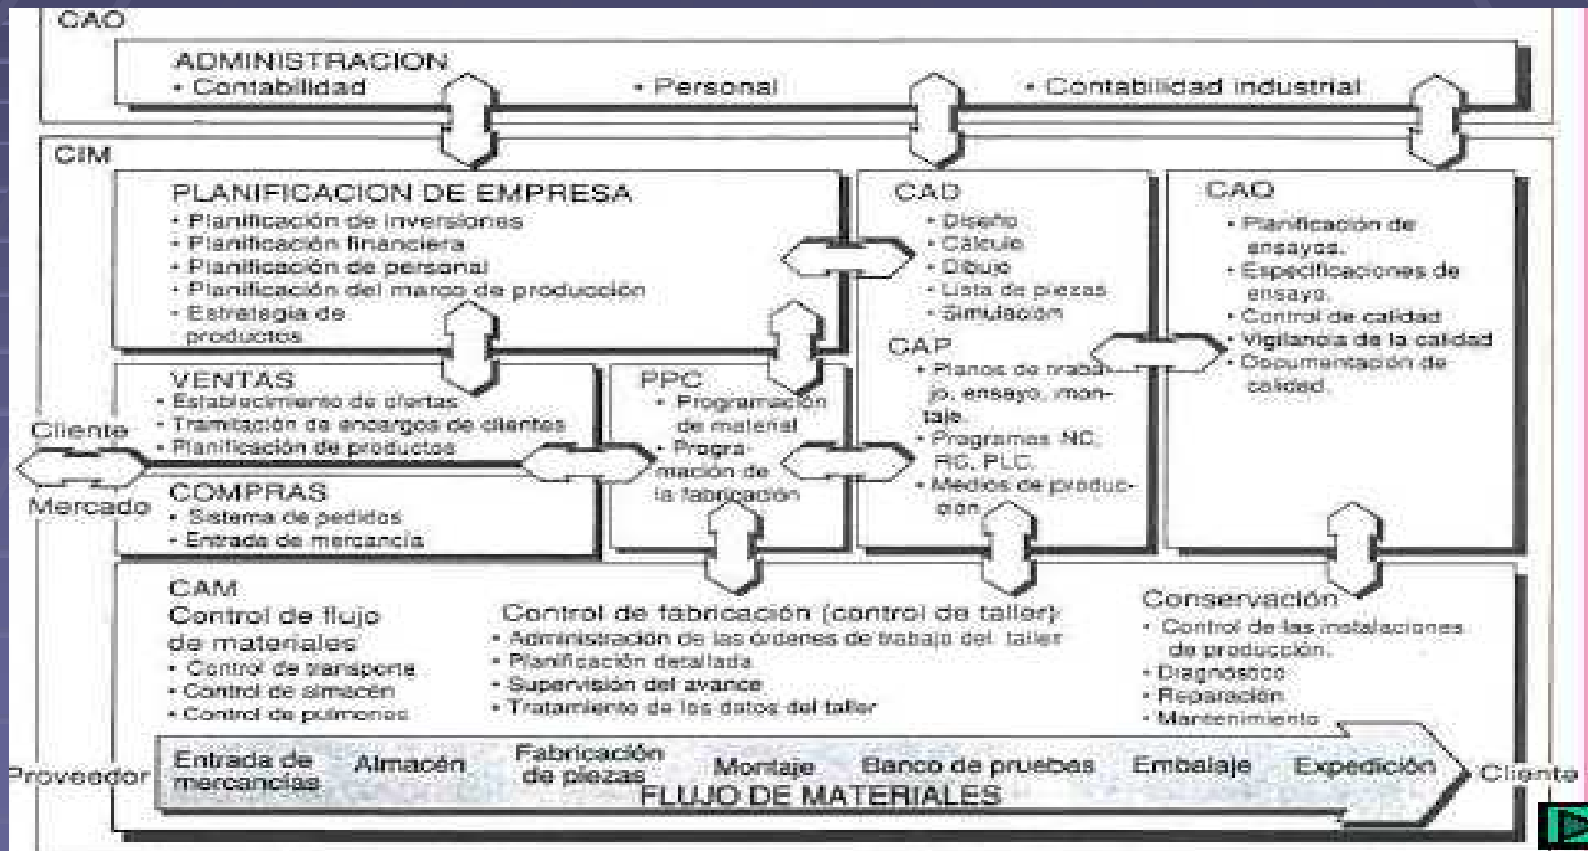 CAO
ADMINISTRACION
• Contabilidad
• Personal
• Contabilidad industrial
CIM
PLANIFICACION DE EMPRESA
• Planificación de inversiones
• Planificación financiera
• Planificación de personal
• Planificación del marco de producción
• Estrategia de
productos
CAD
• Diseño
• Cálculo
• Dibujo
• Lista de piezas
• Simulación
CAP
• Planos de traba-
jo, ensayo, mon-
taje.
• Programas NC,
RC, PLC.
• Medios de produc-
ción.
CAQ
• Planificación de
ensayos.
• Especificaciones de
ensayo.
• Control de calidad
• Vigilancia de la calidad
• Documentación de
calidad.
VENTAS
• Establecimiento de ofertas
• Tramitación de encargos de clientes
• Planificación de productos
PPC
• Programación
de material
• Progra-
mación de
la fabricación
Cliente
Mercado
COMPRAS
• Sistema de pedidos
• Entrada de mercancía
CAM
Control de flujo
de materiales
• Control de transporte
• Control de almacén
• Control de pulmones
Control de fabricación (control de taller):
• Administración de las órdenes de trabajo del taller
• Planificación detallada
• Supervisión del avance
• Tratamiento de los datos del taller
Conservación
• Control de las instalaciones
de producción.
• Diagnóstico
• Reparación
• Mantenimiento
Proveedor
Entrada de
mercancías
Almacén
Fabricación
de piezas
Montaje
Banco de pruebas
Embalaje
Expedición
Cliente
FLUJO DE MATERIALES